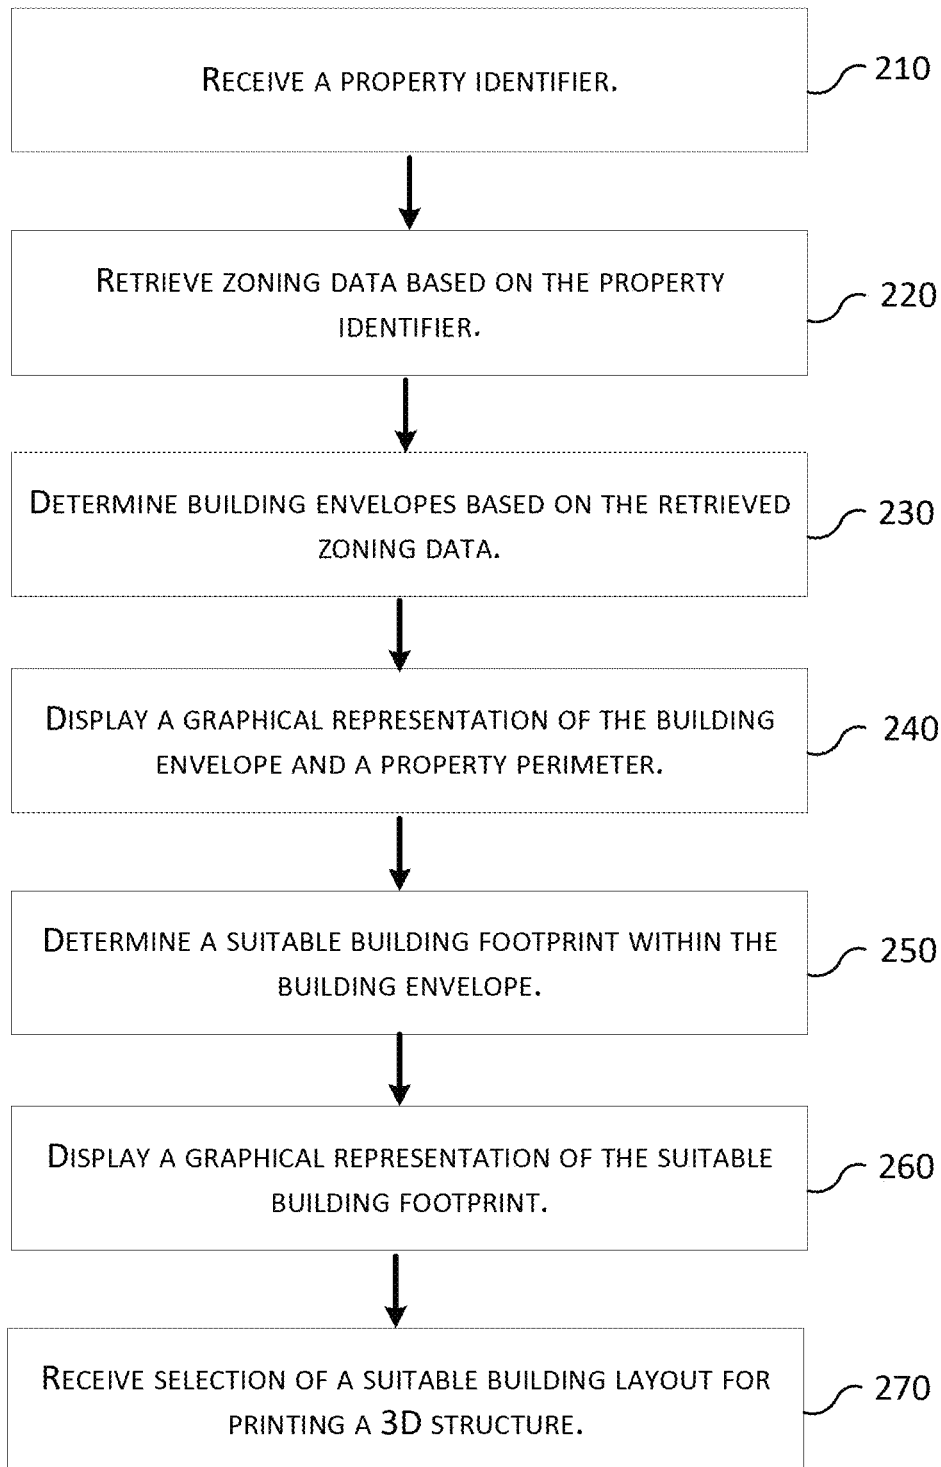 RECEIVE A PROPERTY IDENTIFIER.
210
RETRIEVE ZONING DATA BASED ON THE PROPERTY
IDENTIFIER.
220
DETERMINE BUILDING ENVELOPES BASED ON THE RETRIEVED
ZONING DATA.
230
DISPLAY A GRAPHICAL REPRESENTATION OF THE BUILDING
ENVELOPE AND A PROPERTY PERIMETER.
240
DETERMINE A SUITABLE BUILDING FOOTPRINT WITHIN THE
BUILDING ENVELOPE.
250
DISPLAY A GRAPHICAL REPRESENTATION OF THE SUITABLE
BUILDING FOOTPRINT.
260
RECEIVE SELECTION OF A SUITABLE BUILDING LAYOUT FOR
PRINTING A 3D STRUCTURE.
270